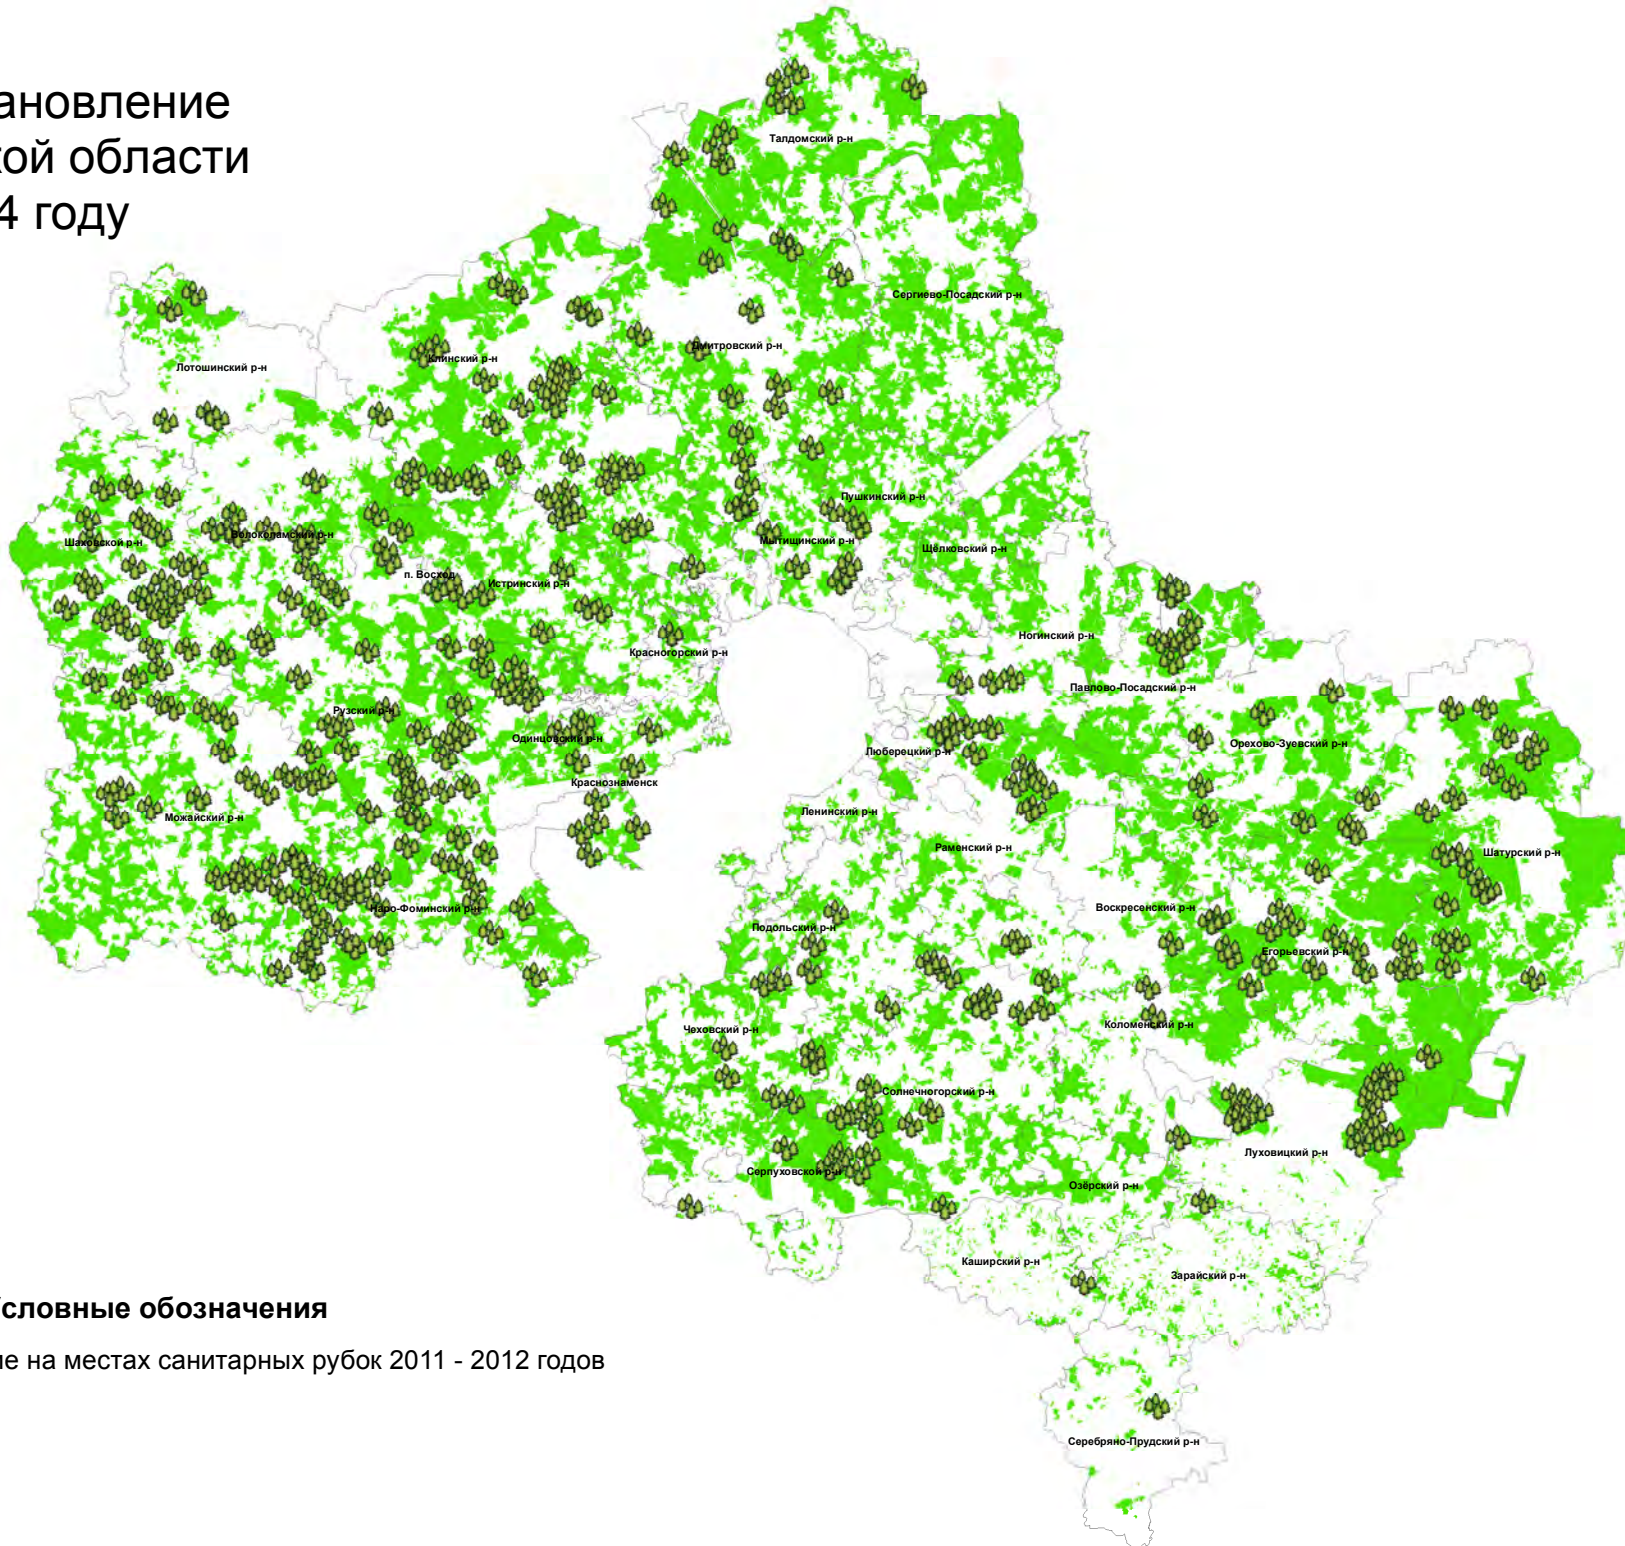 ановление
кой области
4 году
Талдомский р-н
Сергиево-Посадский р-н
Дмитровский р-н
Клинский р-н
Лотошинский р-н
Пушкинский р-н
Мытищинский р-н
Щёлковский р-н
Волоколамский р-н
Шаховской р-н
п. Восход
Истринский р-н
Ногинский р-н
Красногорский р-н
Павлово-Посадский р-н
Рузский р-н
Одинцовский р-н
Люберецкий р-н
Орехово-Зуевский р-н
Краснознаменск
Ленинский р-н
Можайский р-н
Раменский р-н
Шатурский р-н
Наро-Фоминский р-н
Воскресенский р-н
Подольский р-н
Егорьевский р-н
Чеховский р-н
Коломенский р-н
Солнечногорский р-н
Луховицкий р-н
Серпуховской р-н
Озёрский р-н
Каширский р-н
Зарайский р-н
Условные обозначения
ие на местах санитарных рубок 2011 - 2012 годов
Серебряно-Прудский р-н